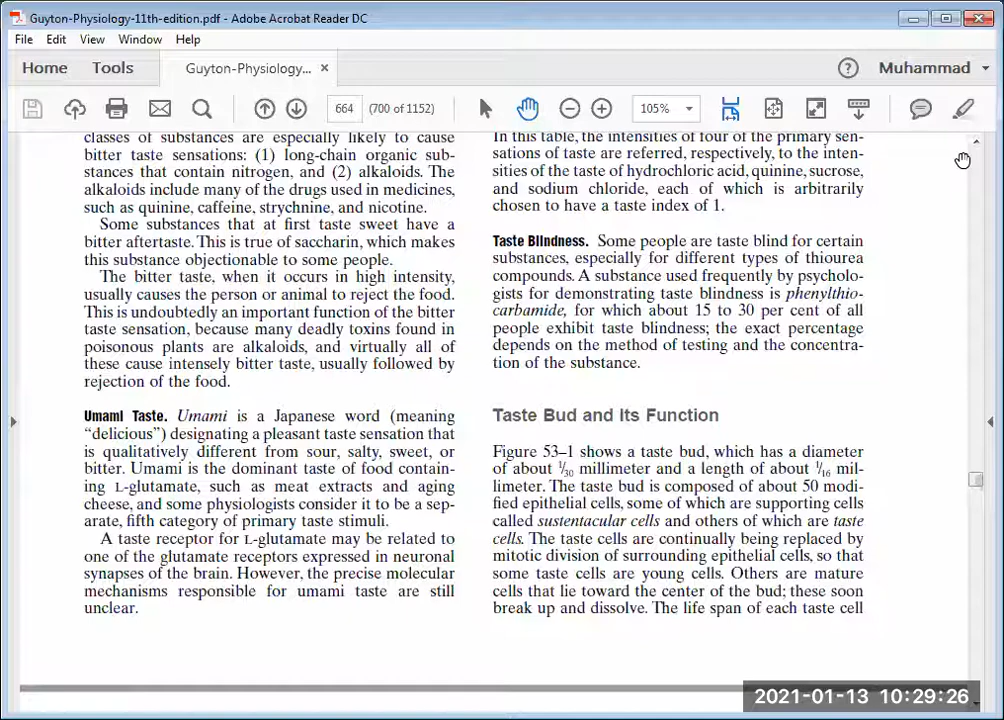 Guyton-Physiology-11th-edition.pdf - Adobe Acrobat Reader DC
File Edit View Window Help
Home Tools Guyton-Physiology... × ? Muhammad
664 (700 of 1152) 105%
classes of substances are especially likely to cause
bitter taste sensations: (1) long-chain organic sub-
stances that contain nitrogen, and (2) alkaloids. The
alkaloids include many of the drugs used in medicines,
such as quinine, caffeine, strychnine, and nicotine.
Some substances that at first taste sweet have a
bitter aftertaste. This is true of saccharin, which makes
this substance objectionable to some people.
The bitter taste, when it occurs in high intensity,
usually causes the person or animal to reject the food.
This is undoubtedly an important function of the bitter
taste sensation, because many deadly toxins found in
poisonous plants are alkaloids, and virtually all of
these cause intensely bitter taste, usually followed by
rejection of the food.
Umami Taste. Umami is a Japanese word (meaning
“delicious”) designating a pleasant taste sensation that
is qualitatively different from sour, salty, sweet, or
bitter. Umami is the dominant taste of food contain-
ing L-glutamate, such as meat extracts and aging
cheese, and some physiologists consider it to be a sep-
arate, fifth category of primary taste stimuli.
A taste receptor for L-glutamate may be related to
one of the glutamate receptors expressed in neuronal
synapses of the brain. However, the precise molecular
mechanisms responsible for umami taste are still
unclear.
In this table, the intensities of four of the primary sen-
sations of taste are referred, respectively, to the inten-
sities of the taste of hydrochloric acid, quinine, sucrose,
and sodium chloride, each of which is arbitrarily
chosen to have a taste index of 1.
Taste Blindness. Some people are taste blind for certain
substances, especially for different types of thiourea
compounds. A substance used frequently by psycholo-
gists for demonstrating taste blindness is phenylthio-
carbamide, for which about 15 to 30 per cent of all
people exhibit taste blindness; the exact percentage
depends on the method of testing and the concentra-
tion of the substance.
Taste Bud and Its Function
Figure 53–1 shows a taste bud, which has a diameter
of about 1/30 millimeter and a length of about 1/16 mil-
limeter. The taste bud is composed of about 50 modi-
fied epithelial cells, some of which are supporting cells
called sustentacular cells and others of which are taste
cells. The taste cells are continually being replaced by
mitotic division of surrounding epithelial cells, so that
some taste cells are young cells. Others are mature
cells that lie toward the center of the bud; these soon
break up and dissolve. The life span of each taste cell
2021-01-13 10:29:26